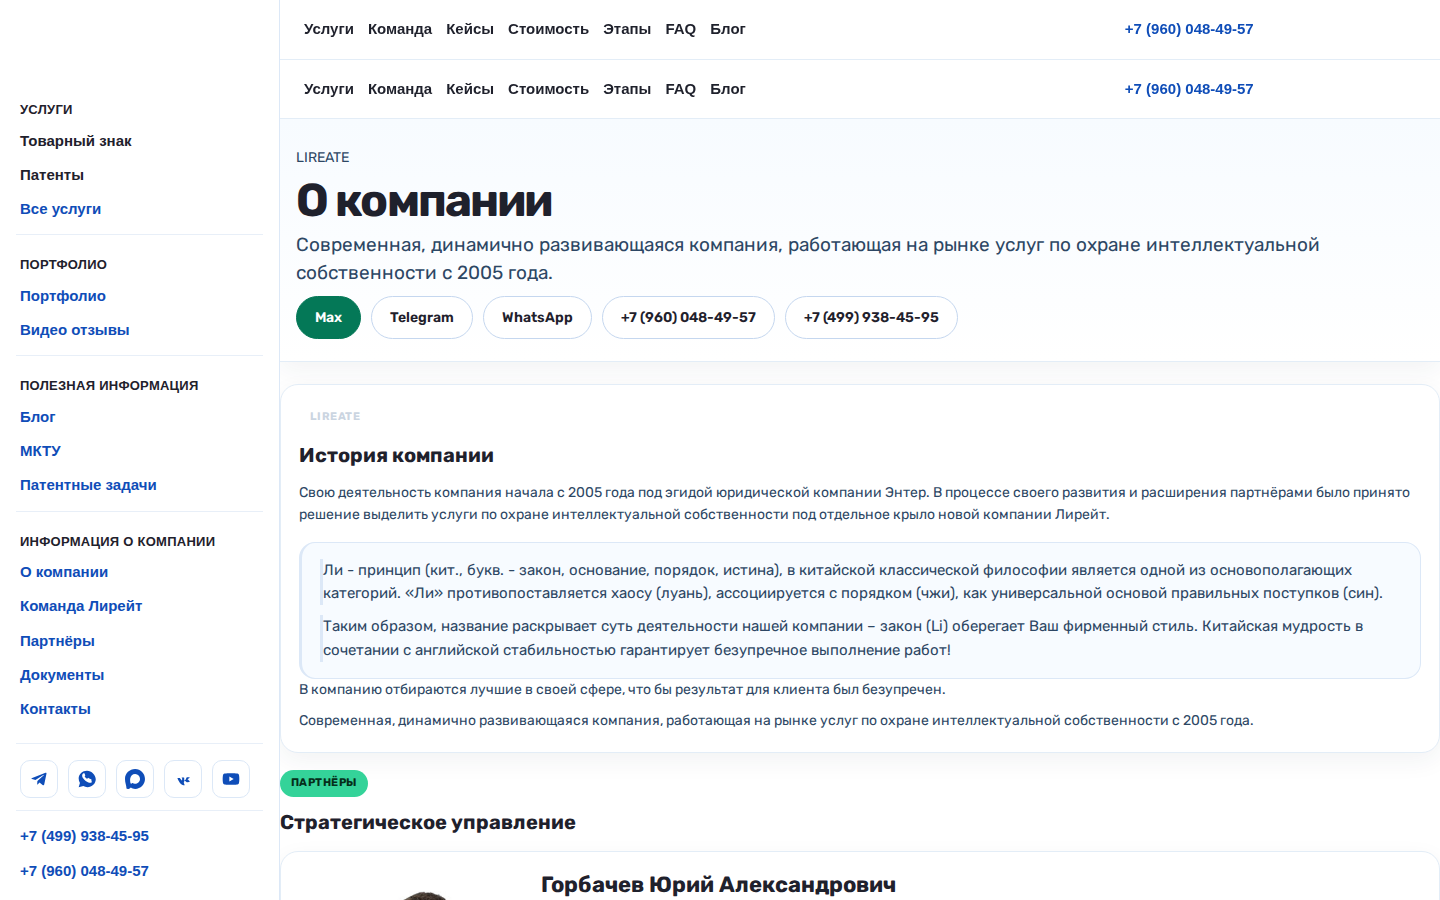 УСЛУГИ
Товарный знак
Патенты
Все услуги
ПОРТФОЛИО
Портфолио
Видео отзывы
ПОЛЕЗНАЯ ИНФОРМАЦИЯ
Блог
МКТУ
Патентные задачи
ИНФОРМАЦИЯ О КОМПАНИИ
О компании
Команда Лирейт
Партнёры
Документы
Контакты
+7 (499) 938-45-95
+7 (960) 048-49-57
Услуги Команда Кейсы Стоимость Этапы FAQ Блог +7 (960) 048-49-57
Услуги Команда Кейсы Стоимость Этапы FAQ Блог +7 (960) 048-49-57
LIREATE
О компании
Современная, динамично развивающаяся компания, работающая на рынке услуг по охране интеллектуальной
собственности с 2005 года.
Max Telegram WhatsApp +7 (960) 048-49-57 +7 (499) 938-45-95
LIREATE
История компании
Свою деятельность компания начала с 2005 года под эгидой юридической компании Энтер. В процессе своего развития и расширения партнёрами было принято
решение выделить услуги по охране интеллектуальной собственности под отдельное крыло новой компании Лирейт.
Ли - принцип (кит., букв. - закон, основание, порядок, истина), в китайской классической философии является одной из основополагающих
категорий. «Ли» противопоставляется хаосу (луань), ассоциируется с порядком (чжи), как универсальной основой правильных поступков (син).
Таким образом, название раскрывает суть деятельности нашей компании – закон (Li) оберегает Ваш фирменный стиль. Китайская мудрость в
сочетании с английской стабильностью гарантирует безупречное выполнение работ!
В компанию отбираются лучшие в своей сфере, что бы результат для клиента был безупречен.
Современная, динамично развивающаяся компания, работающая на рынке услуг по охране интеллектуальной собственности с 2005 года.
ПАРТНЁРЫ
Стратегическое управление
Горбачев Юрий Александрович